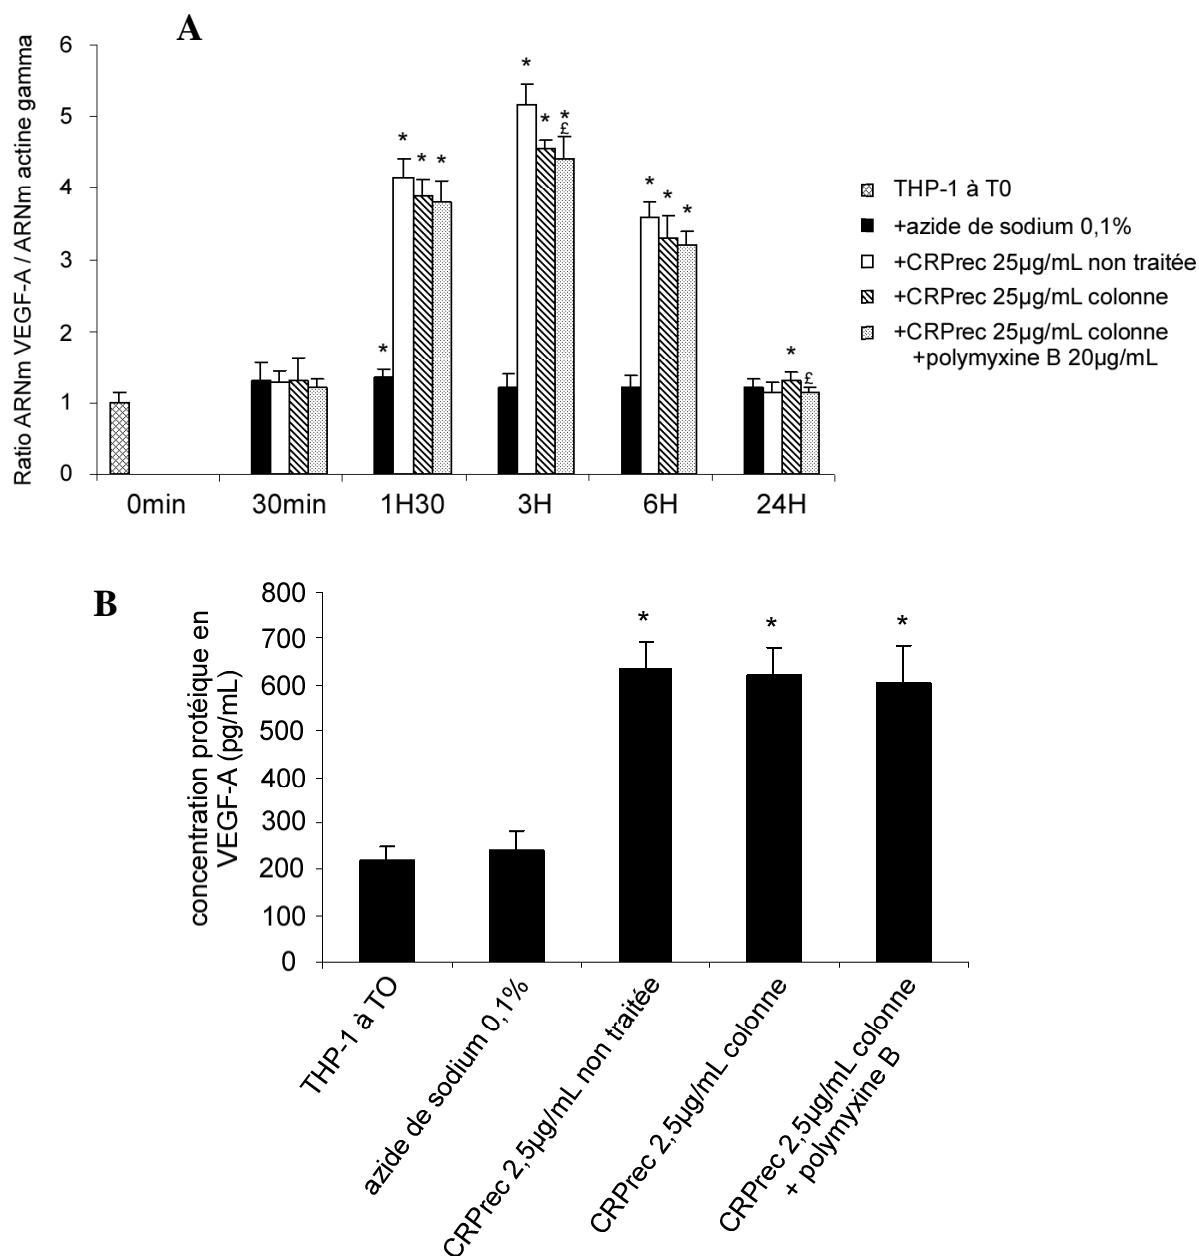 A
Ratio ARNm VEGF-A / ARNm actine gamma
6
5
4
3
2
1
0
*
*
*
*
*
*
*
£
*
*
*
*
£
0min
30min
1H30
3H
6H
24H
THP-1 à T0
+azide de sodium 0,1%
+CRPrec 25µg/mL non traitée
+CRPrec 25µg/mL colonne
+CRPrec 25µg/mL colonne
+polymyxine B 20µg/mL
B
concentration protéique en
VEGF-A (pg/mL)
800
700
600
500
400
300
200
100
0
*
*
*
THP-1 à TO
azide de sodium 0,1%
CRPrec 2,5µg/mL non traitée
CRPrec 2,5µg/mL colonne
CRPrec 2,5µg/mL colonne
+ polymyxine B